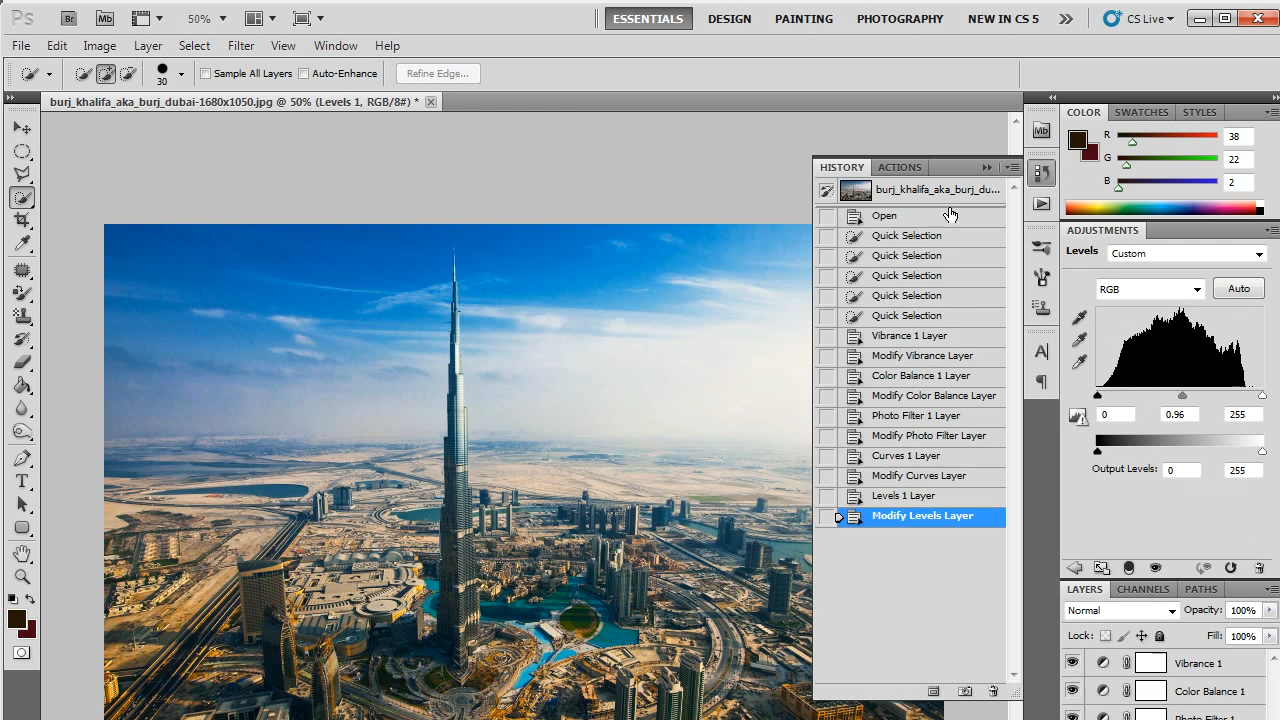 Ps Br Mb 50% ESSENTIALS DESIGN PAINTING PHOTOGRAPHY NEW IN CS 5 CS Live
File Edit Image Layer Select Filter View Window Help
30 Sample All Layers Auto-Enhance Refine Edge...
burj_khalifa_aka_burj_dubai-1680x1050.jpg @ 50% (Levels 1, RGB/8#) *
HISTORY ACTIONS
burj_khalifa_aka_burj_du...
Open
Quick Selection
Quick Selection
Quick Selection
Quick Selection
Quick Selection
Vibrance 1 Layer
Modify Vibrance Layer
Color Balance 1 Layer
Modify Color Balance Layer
Photo Filter 1 Layer
Modify Photo Filter Layer
Curves 1 Layer
Modify Curves Layer
Levels 1 Layer
Modify Levels Layer
Mb
COLOR SWATCHES STYLES
R 38
G 22
B 2
ADJUSTMENTS
Levels Custom
RGB Auto
0 0.96 255
Output Levels: 0 255
LAYERS CHANNELS PATHS
Normal Opacity: 100%
Lock: Fill: 100%
Vibrance 1
Color Balance 1
Photo Filter 1